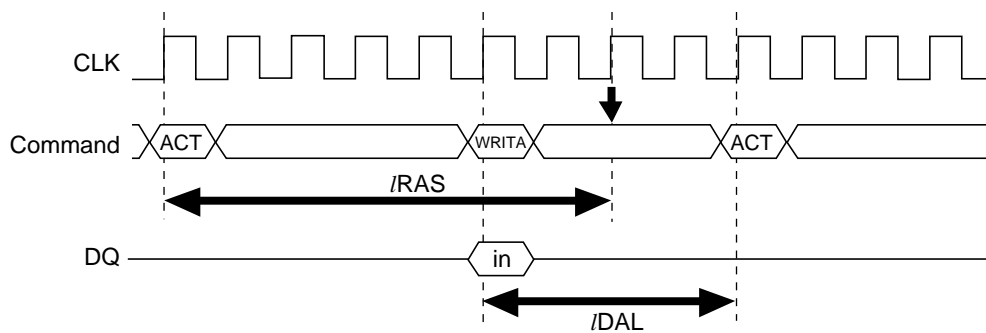 CLK
Command ACT WRITA ACT
lRAS
DQ in
lDAL